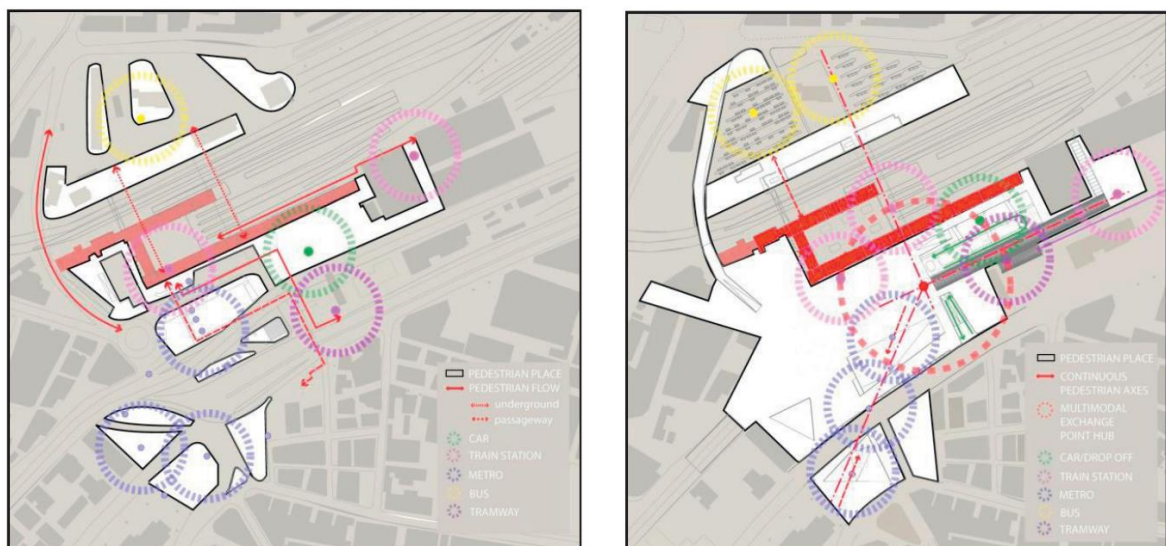 PEDESTRIAN PLACE
PEDESTRIAN FLOW
underground
passageway
CAR
TRAIN STATION
METRO
BUS
TRAMWAY
PEDESTRIAN PLACE
CONTINUOUS
PEDESTRIAN AXES
MULTIMODAL
EXCHANGE
POINT HUB
CAR/DROP OFF
TRAIN STATION
METRO
BUS
TRAMWAY